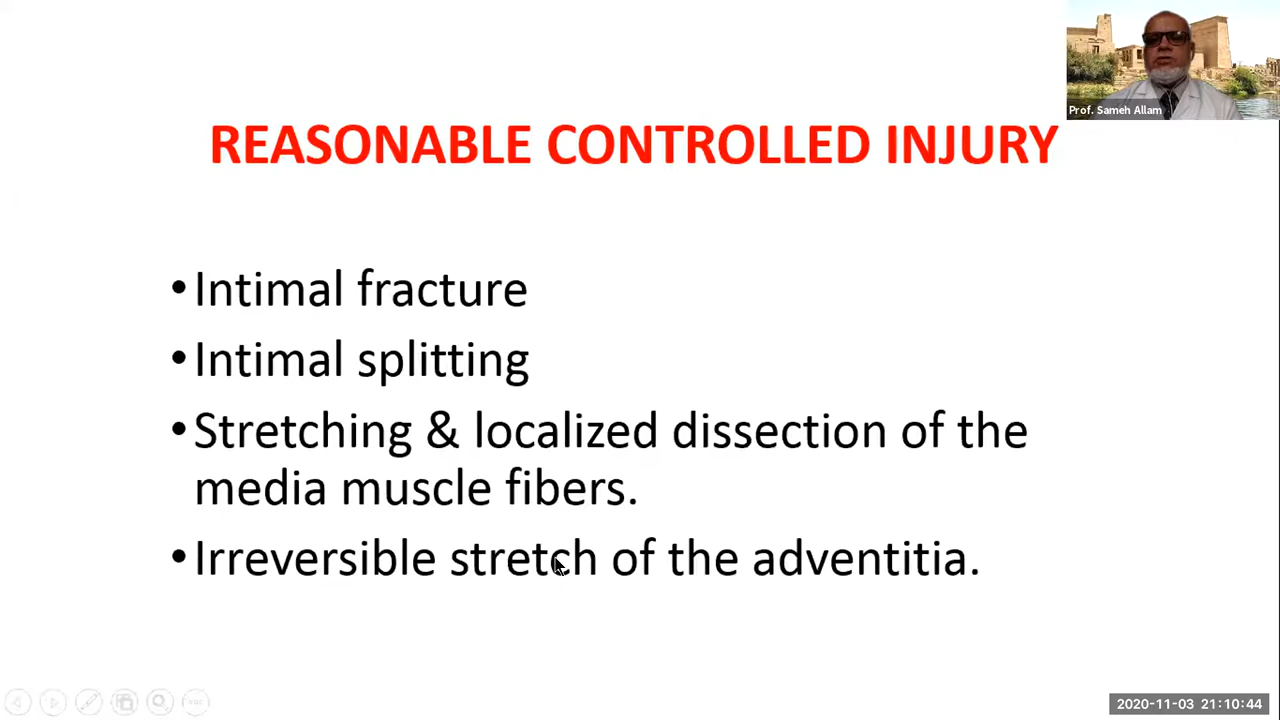 Prof. Sameh Allam
REASONABLE CONTROLLED INJURY
•Intimal fracture
•Intimal splitting
•Stretching & localized dissection of the
media muscle fibers.
•Irreversible stretch of the adventitia.
2020-11-03 21:10:44